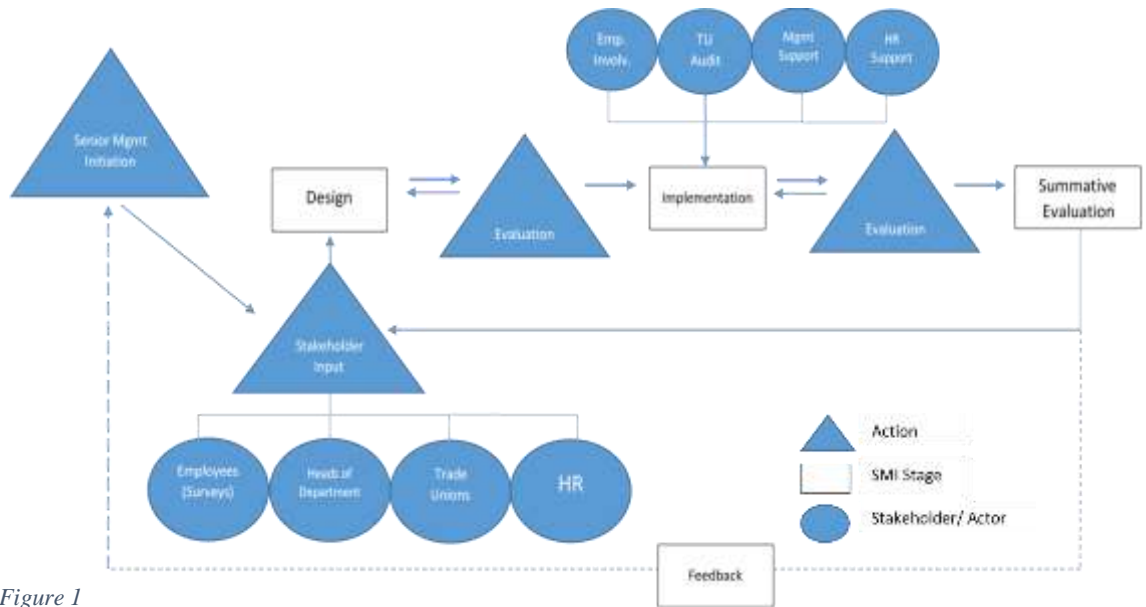 Emp.
Involv.
TU
Audit
Mgmt
Support
HR
Support
Senior Mgmt
Initiation
Design
Evaluation
Implementation
Evaluation
Summative
Evaluation
Stakeholder
Input
Employees
(Surveys)
Heads of
Department
Trade
Unions
HR
Action
SMI Stage
Stakeholder/ Actor
Feedback
Figure 1